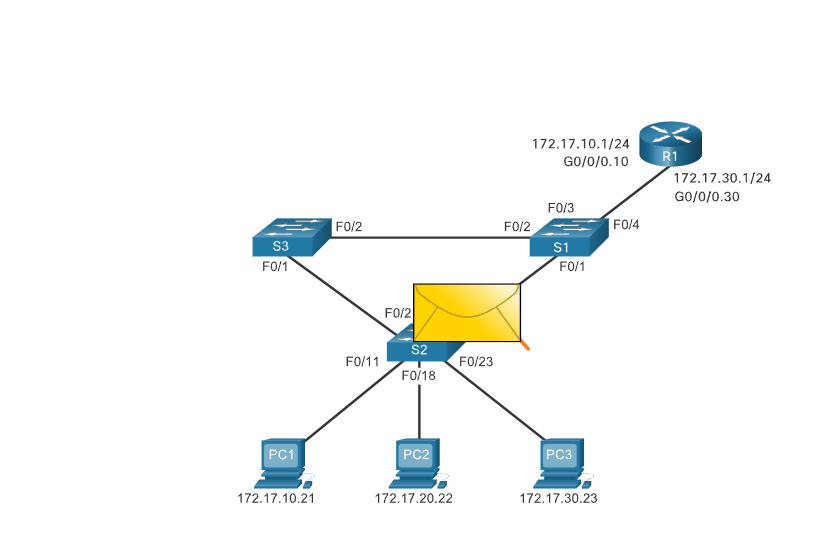 172.17.10.1/24
G0/0/0.10
R1
172.17.30.1/24
G0/0/0.30
F0/3
F0/4
F0/2
F0/2
S3
S1
F0/1
F0/1
F0/2
S2
F0/11
F0/23
F0/18
PC1
PC2
PC3
172.17.10.21
172.17.20.22
172.17.30.23